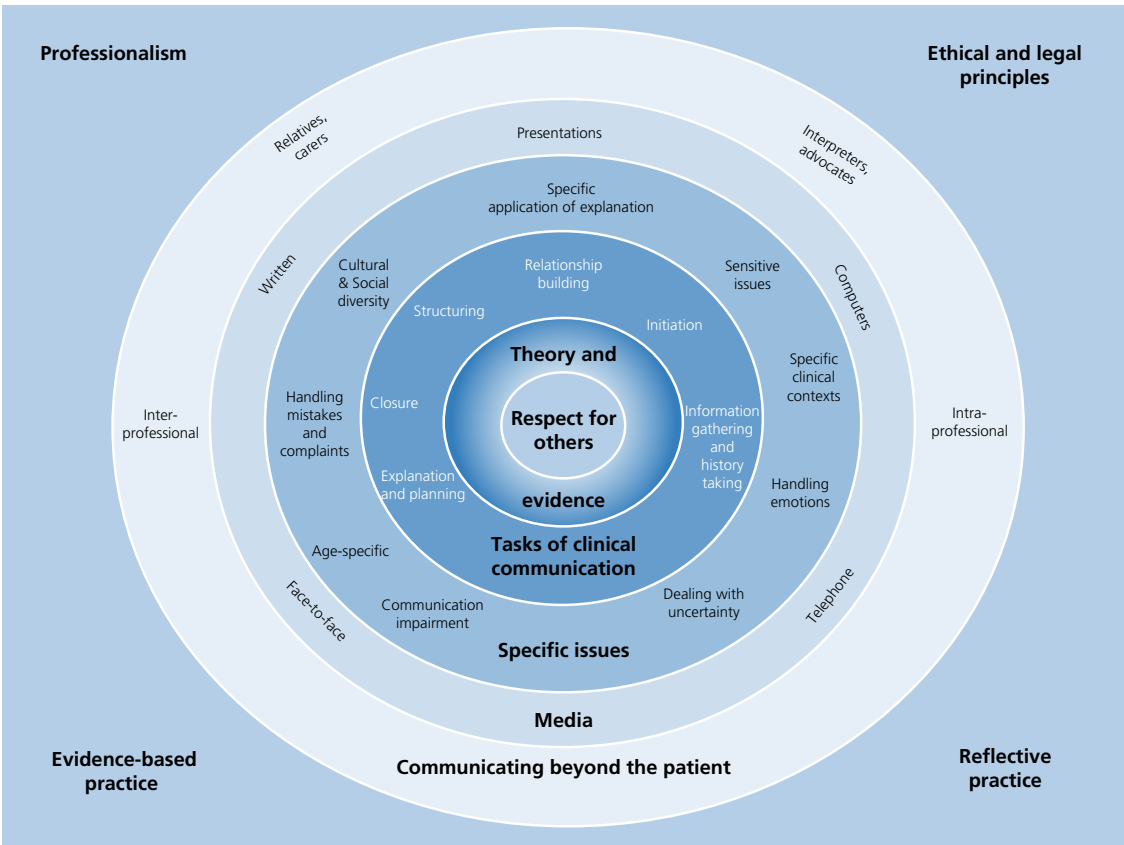 Professionalism
Ethical and legal
principles
Relatives,
carers
Interpreters,
advocates
Inter-
professional
Intra-
professional
Communicating beyond the patient
Presentations
Written
Computers
Face-to-face
Telephone
Media
Specific
application of explanation
Cultural
& Social
diversity
Sensitive
issues
Handling
mistakes
and
complaints
Specific
clinical
contexts
Handling
emotions
Age-specific
Communication
impairment
Dealing with
uncertainty
Specific issues
Relationship
building
Structuring
Initiation
Closure
Information
gathering
and
history
taking
Explanation
and planning
Tasks of clinical
communication
Theory and
Respect for
others
evidence
Evidence-based
practice
Reflective
practice